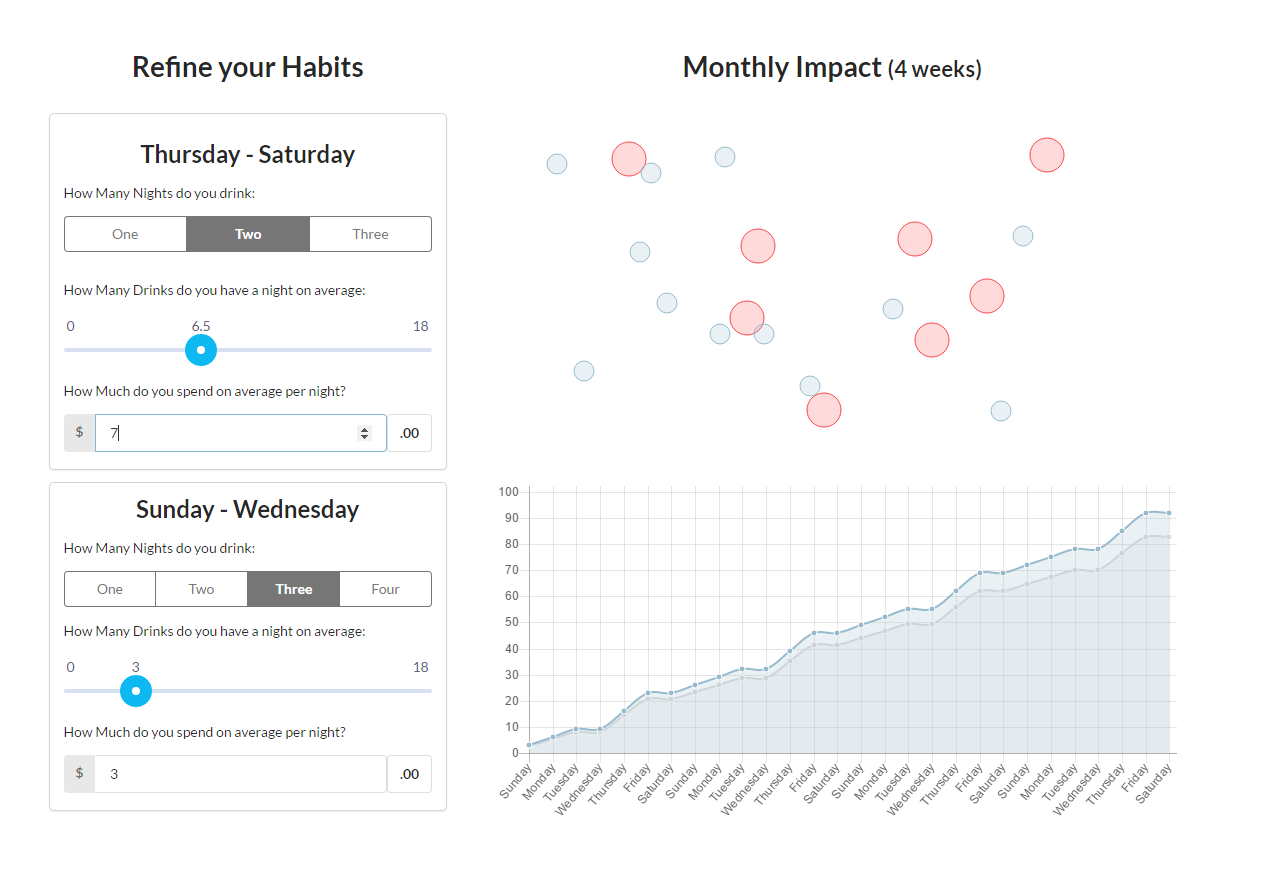 Refine your Habits
Thursday - Saturday
How Many Nights do you drink:
One Two Three
How Many Drinks do you have a night on average:
0 6.5 18
How Much do you spend on average per night?
$ 7 .00
Sunday - Wednesday
How Many Nights do you drink:
One Two Three Four
How Many Drinks do you have a night on average:
0 3 18
How Much do you spend on average per night?
$ 3 .00
Monthly Impact (4 weeks)
100
90
80
70
60
50
40
30
20
10
0
Sunday Monday Tuesday Wednesday Thursday Friday Saturday Sunday Monday Tuesday Wednesday Thursday Friday Saturday Sunday Monday Tuesday Wednesday Thursday Friday Saturday Sunday Monday Tuesday Wednesday Thursday Friday Saturday